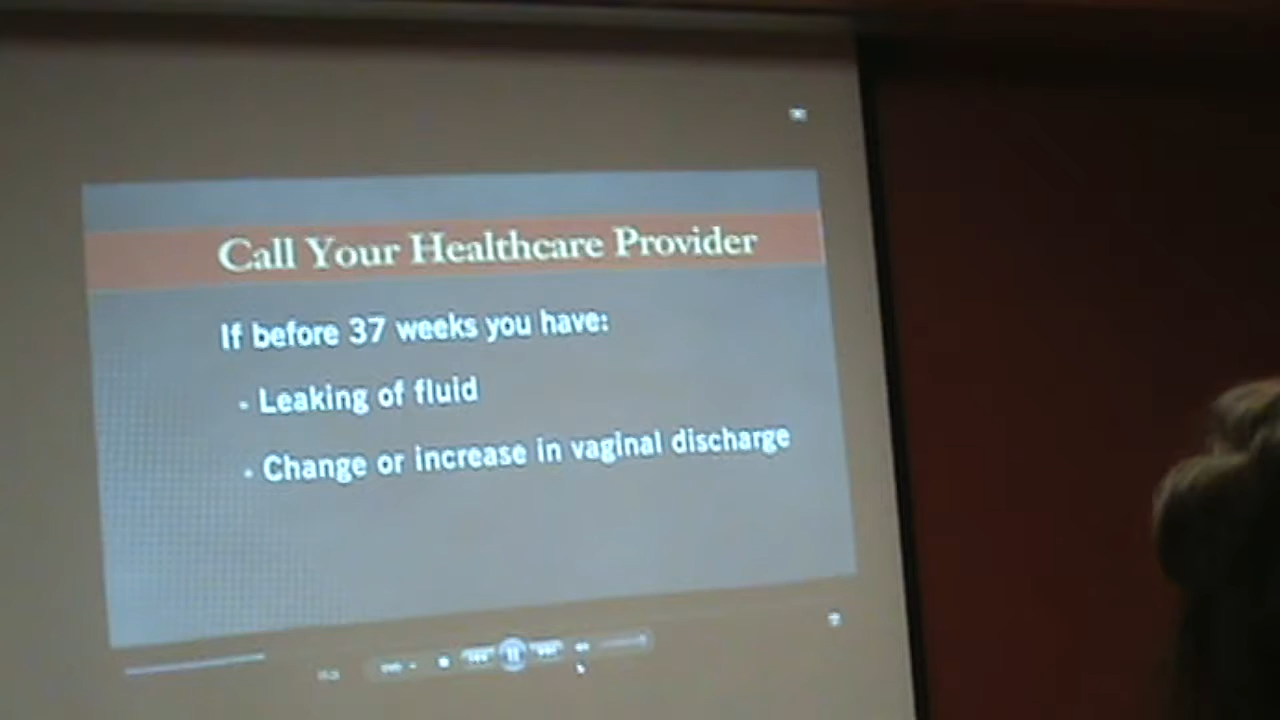 Call Your Healthcare Provider
If before 37 weeks you have:
- Leaking of fluid
- Change or increase in vaginal discharge